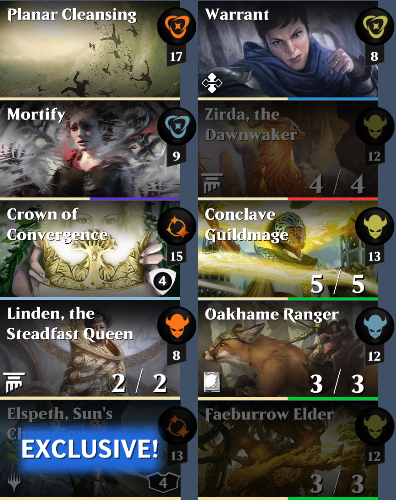 Planar Cleansing
17
Warrant
8
Mortify
9
Zirda, the
Dawnwaker
12
4 / 4
Crown of
Convergence
15
4
Conclave
Guildmage
13
5 / 5
Linden, the
Steadfast Queen
8
2 / 2
Oakhame Ranger
12
3 / 3
Elspeth, Sun's
EXCLUSIVE!
13
4
Faeburrow Elder
12
3 / 3